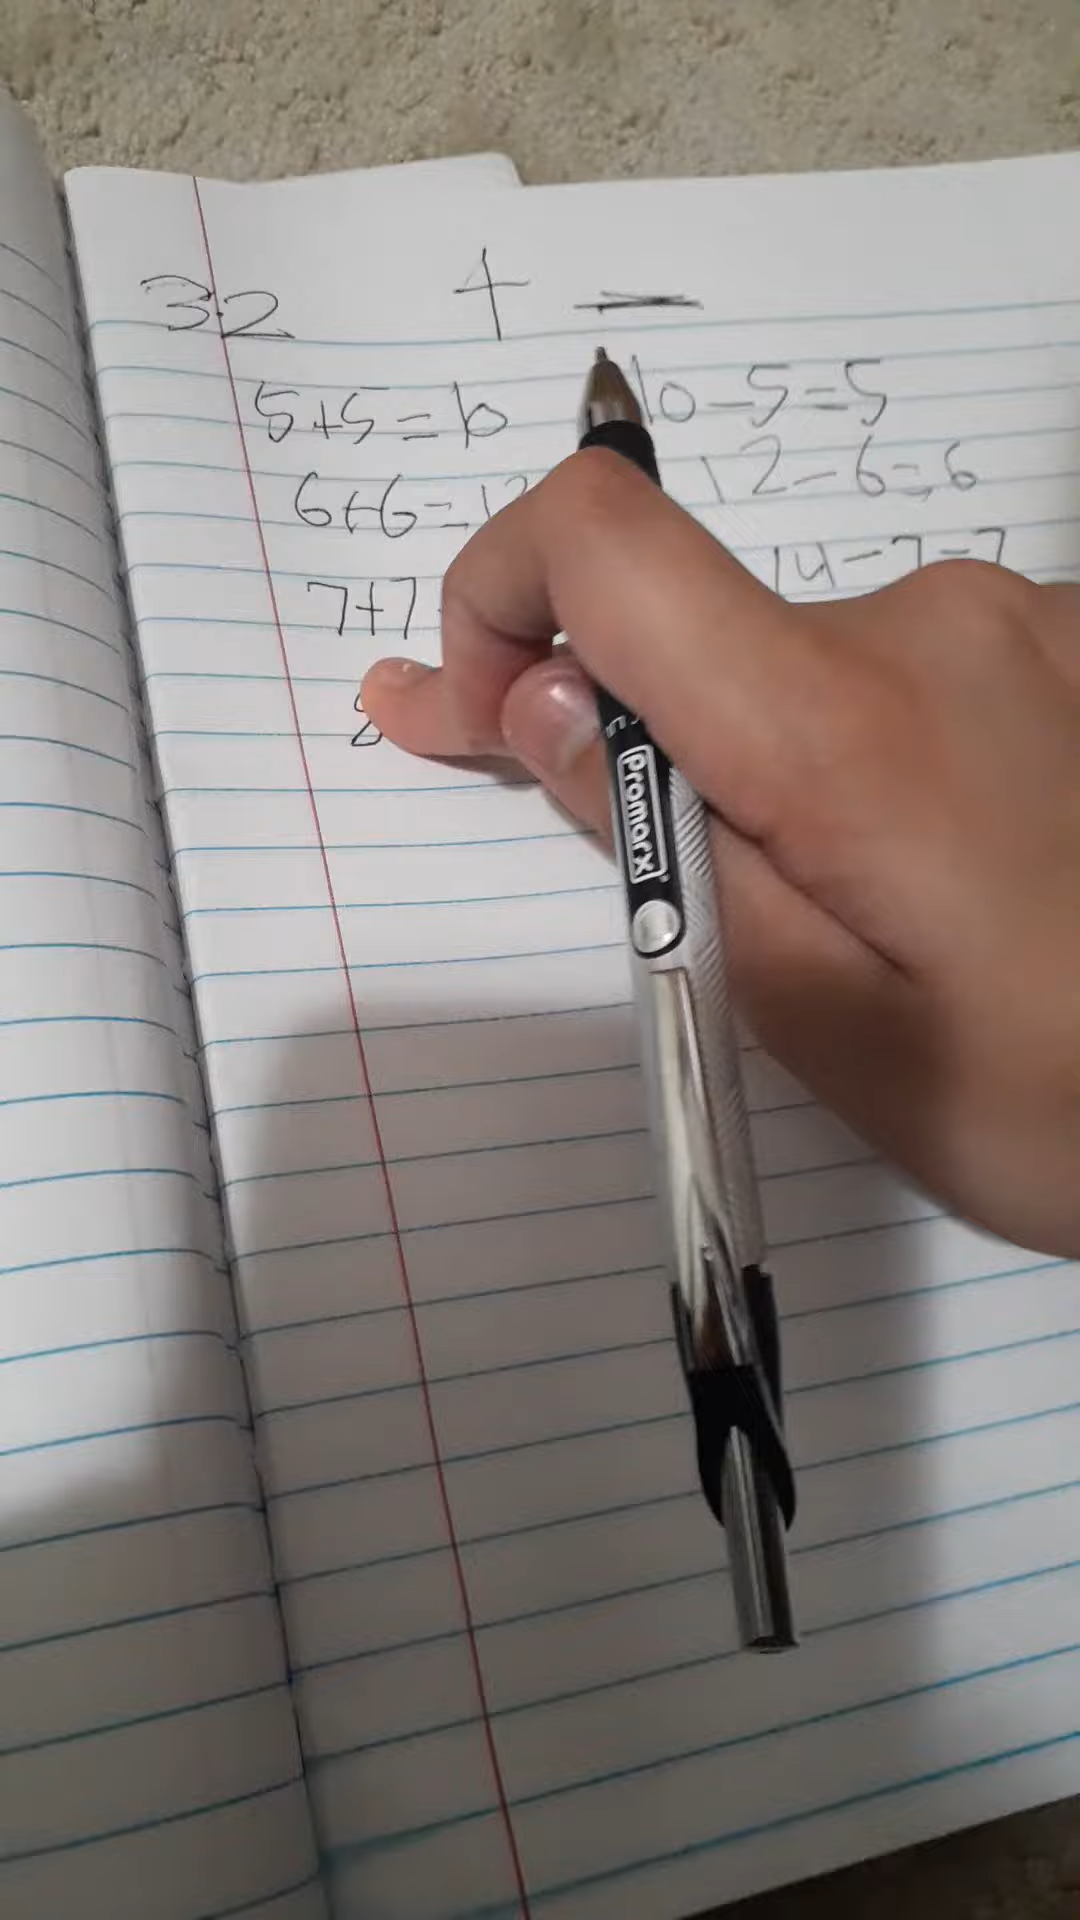 32 + -
5+5=10 10-5=5
6+6=12 12-6=6
7+7 14-7=7
8
Promarx